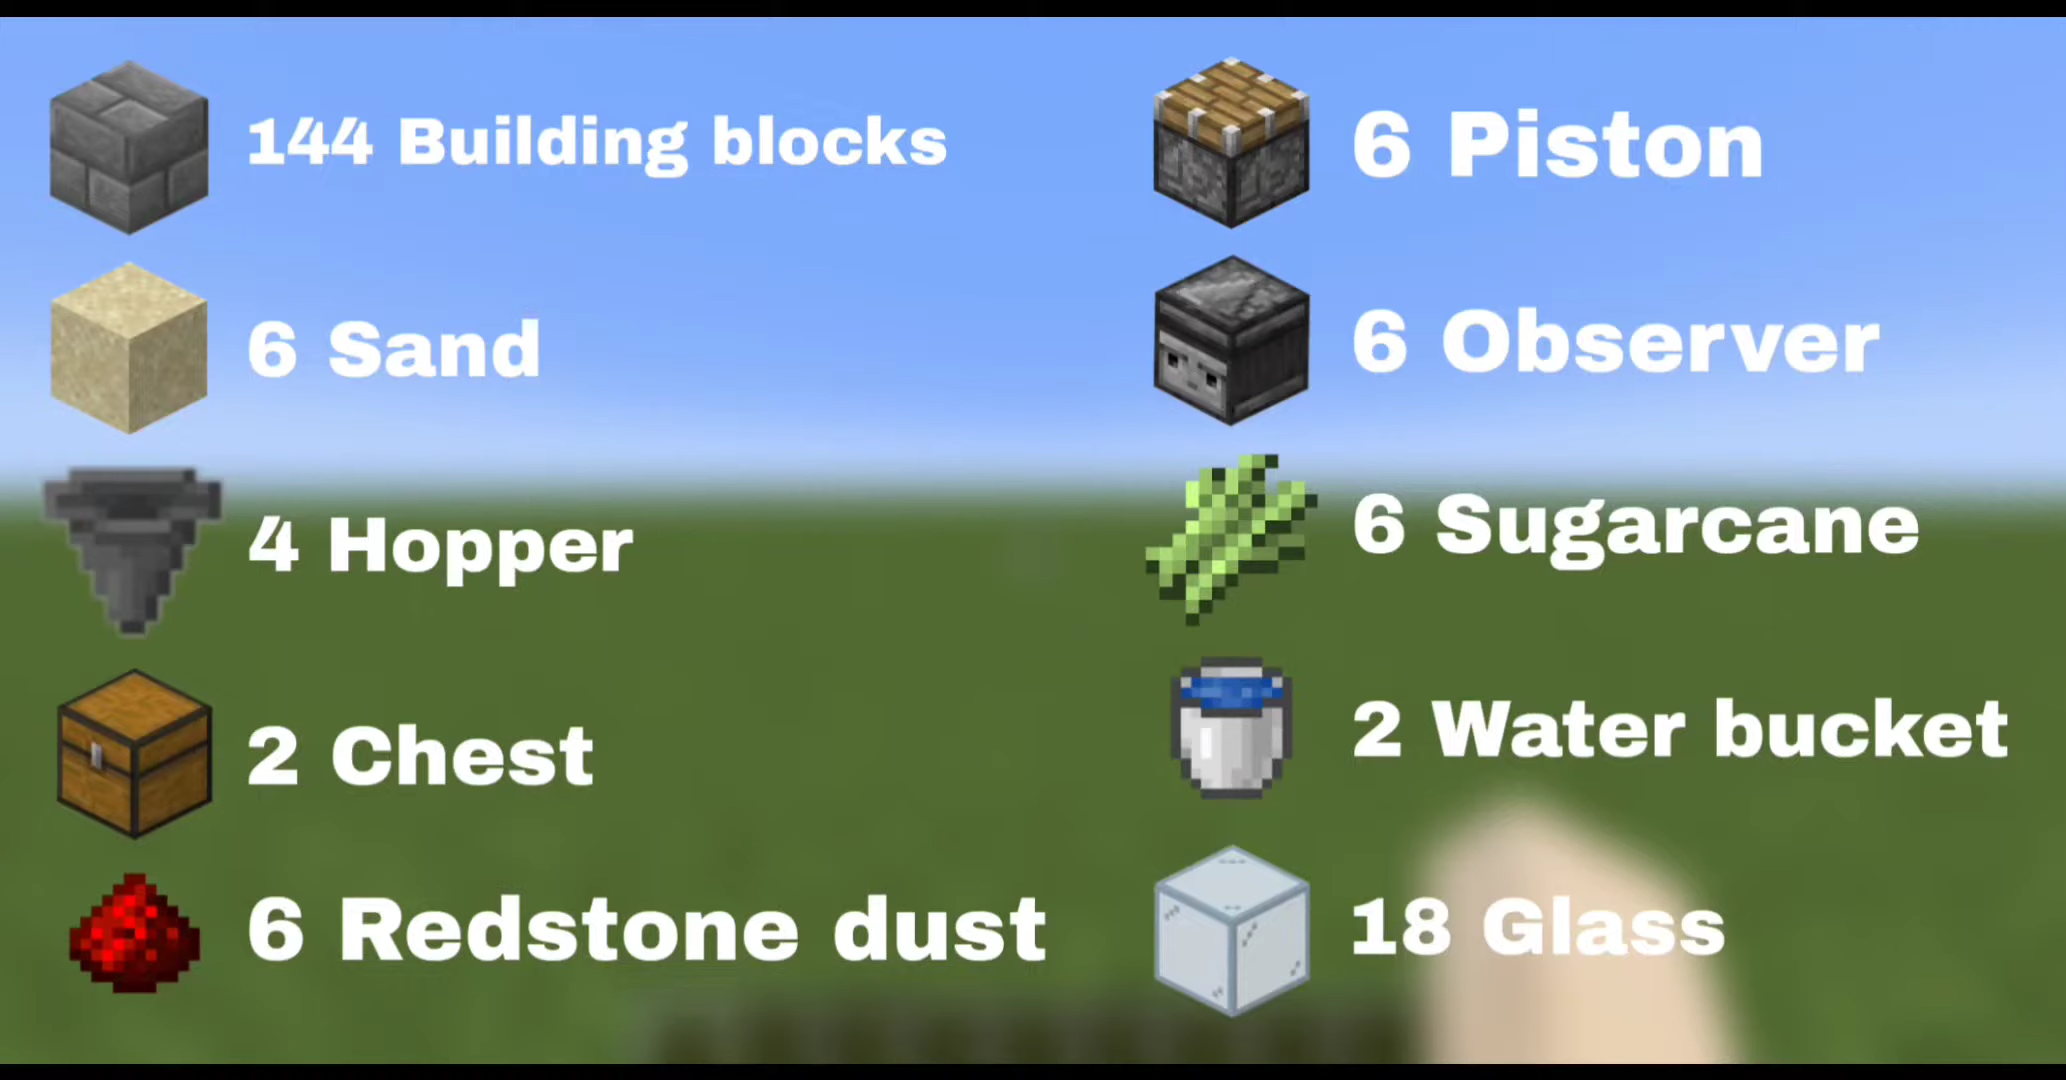 144 Building blocks
6 Sand
4 Hopper
2 Chest
6 Redstone dust
6 Piston
6 Observer
6 Sugarcane
2 Water bucket
18 Glass